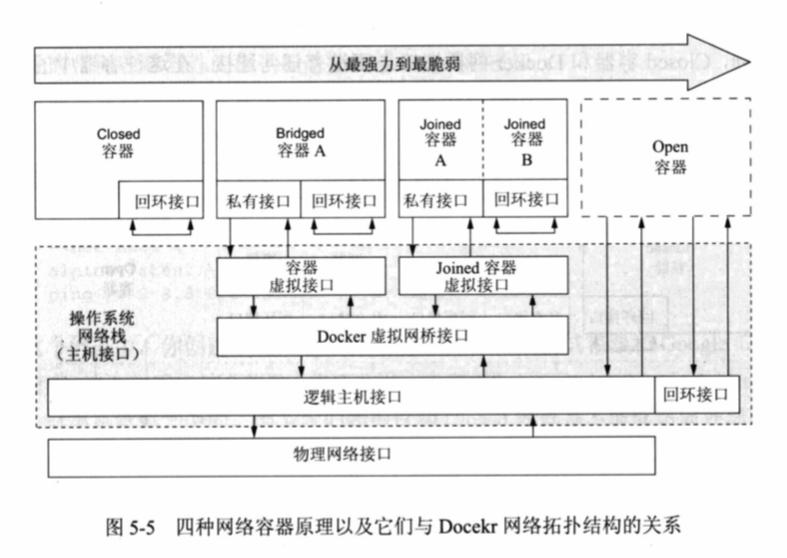 从最强力到最脆弱
Closed
容器
回环接口
Bridged
容器 A
私有接口
回环接口
Joined
容器
A
Joined
容器
B
私有接口
回环接口
Open
容器
操作系统
网络栈
（主机接口）
容器
虚拟接口
Joined 容器
虚拟接口
Docker 虚拟网桥接口
逻辑主机接口
回环接口
物理网络接口
图 5-5 四种网络容器原理以及它们与 Docekr 网络拓扑结构的关系